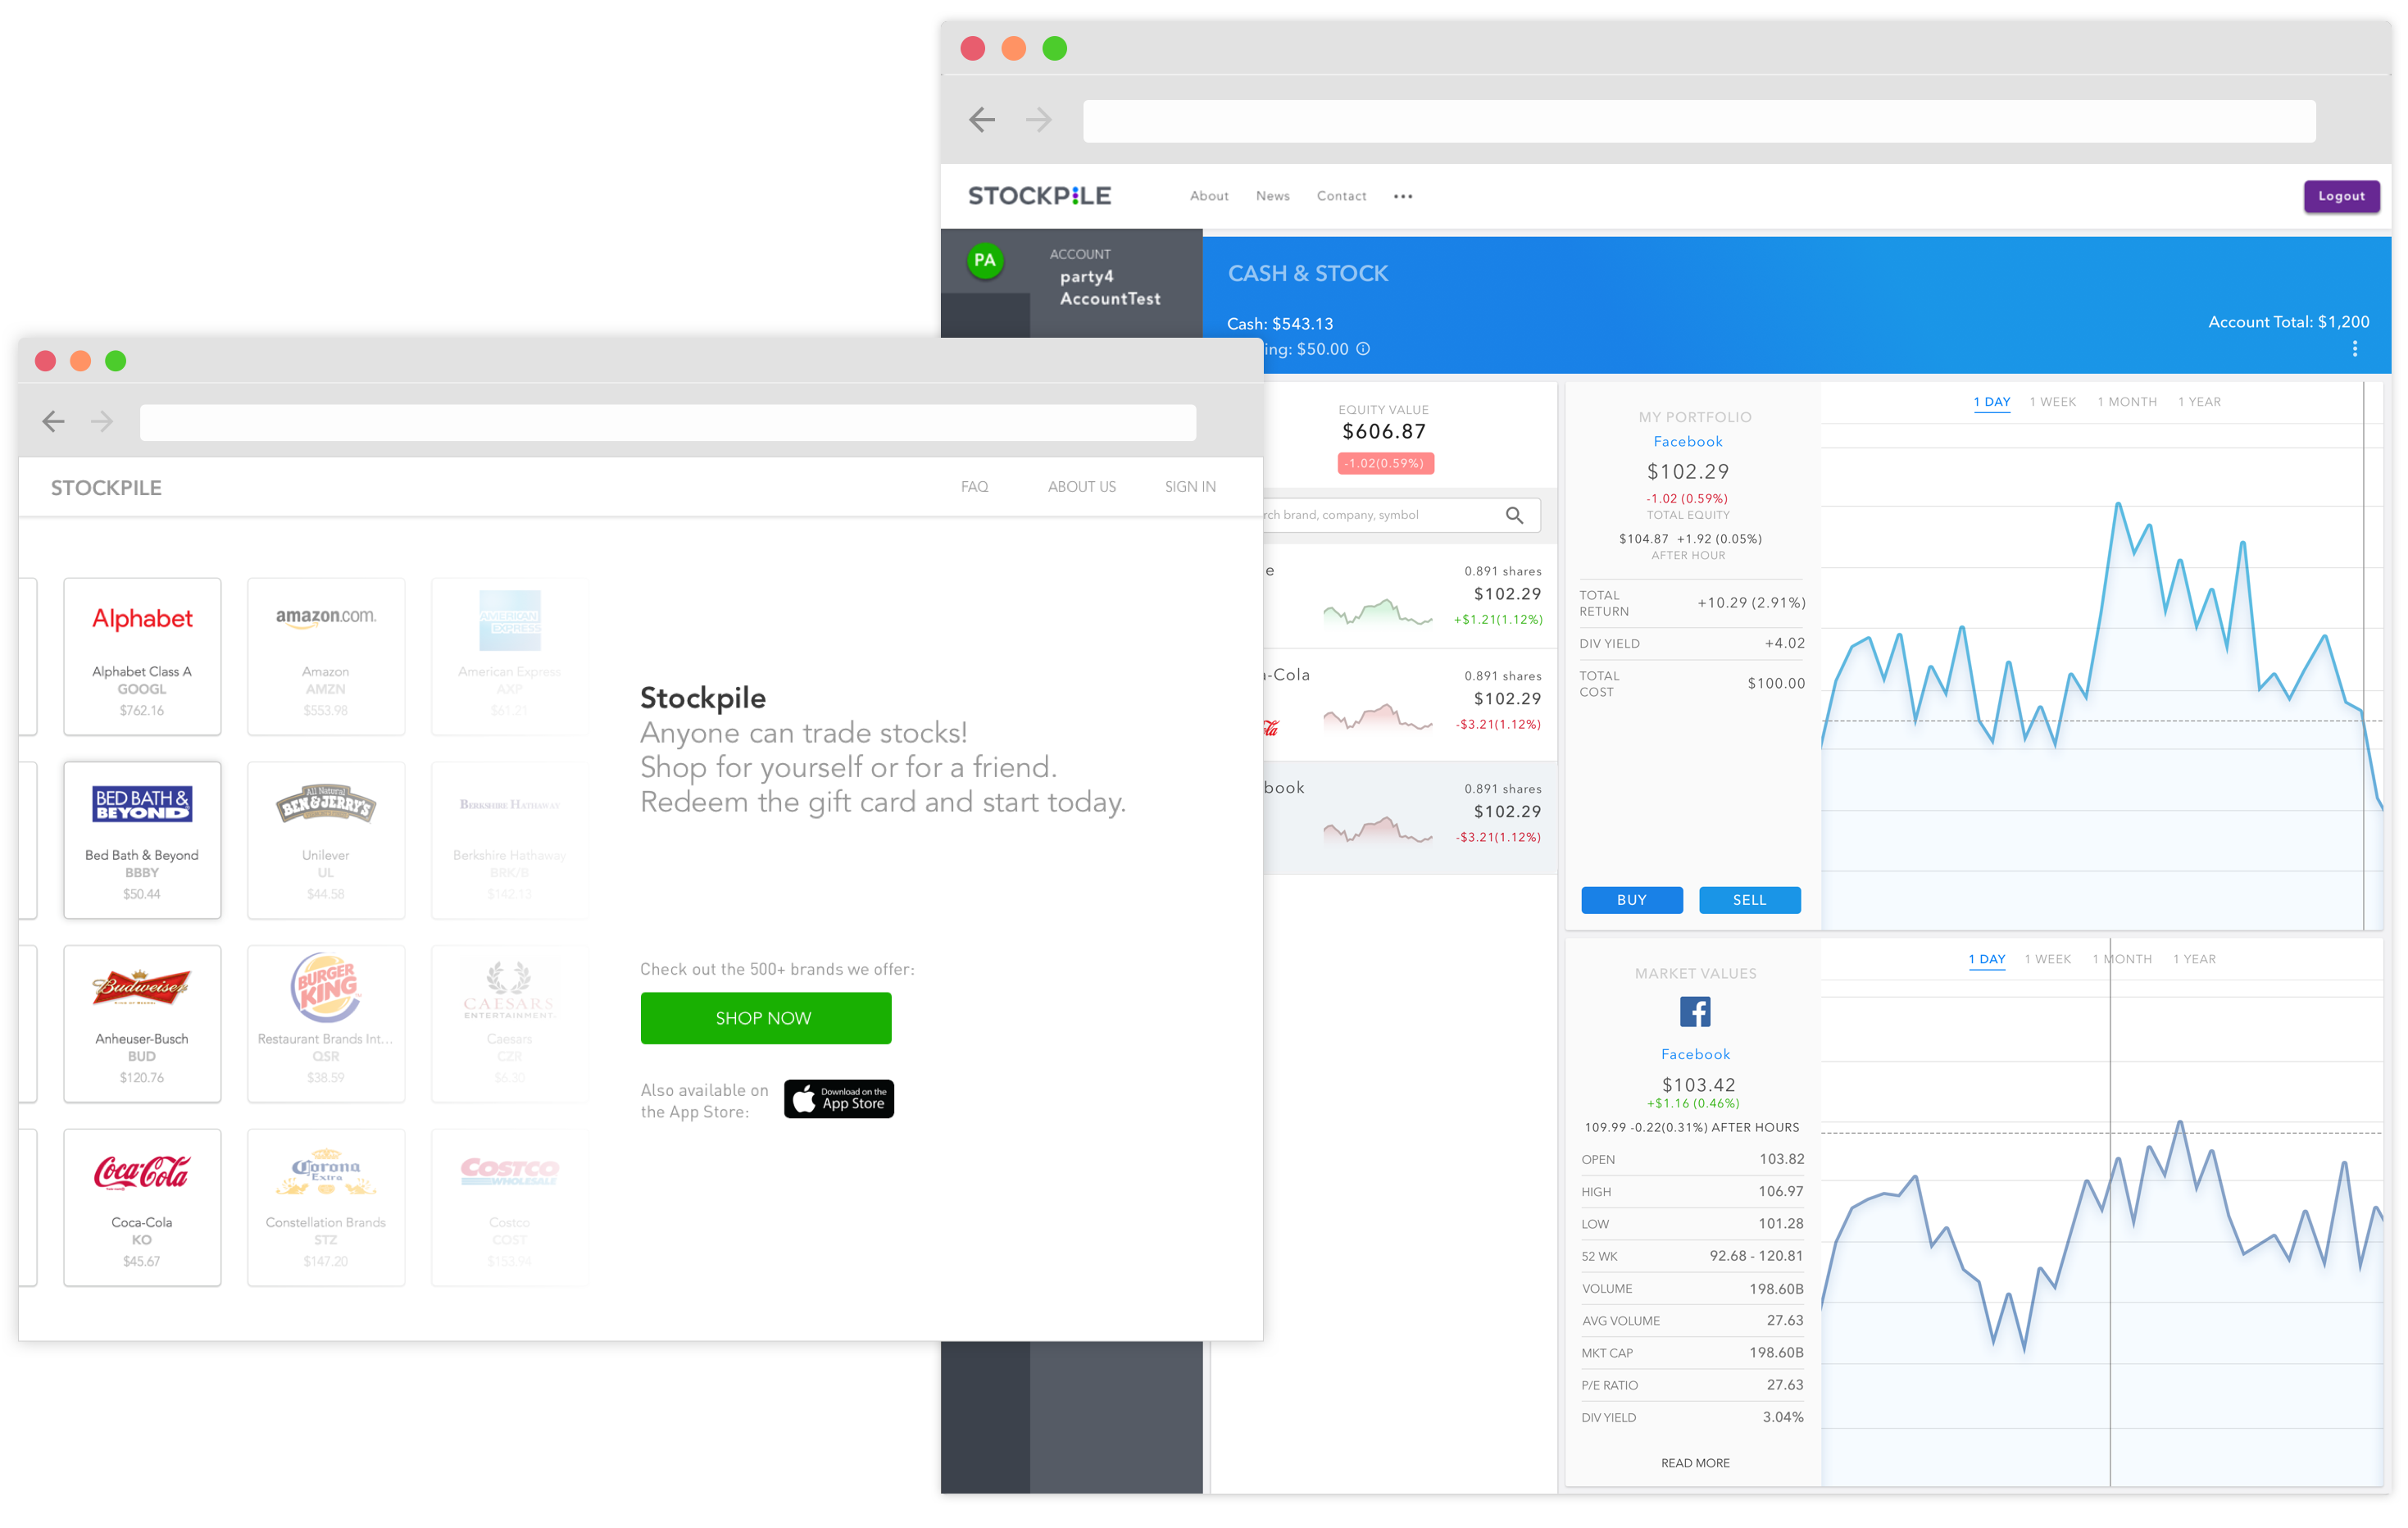 STOCKPILE
About News Contact
Logout
PA
ACCOUNT
party4
AccountTest
CASH & STOCK
Cash: $543.13
ing: $50.00
Account Total: $1,200
EQUITY VALUE
$606.87
-1.02(0.59%)
rch brand, company, symbol
e
0.891 shares
$102.29
+$1.21(1.12%)
a-Cola
0.891 shares
$102.29
-$3.21(1.12%)
book
0.891 shares
$102.29
-$3.21(1.12%)
MY PORTFOLIO
Facebook
$102.29
-1.02 (0.59%)
TOTAL EQUITY
$104.87 +1.92 (0.05%)
AFTER HOUR
TOTAL
RETURN
+10.29 (2.91%)
DIV YIELD +4.02
TOTAL
COST
$100.00
BUY SELL
1 DAY 1 WEEK 1 MONTH 1 YEAR
MARKET VALUES
Facebook
$103.42
+$1.16 (0.46%)
109.99 -0.22(0.31%) AFTER HOURS
OPEN 103.82
HIGH 106.97
LOW 101.28
52 WK 92.68 - 120.81
VOLUME 198.60B
AVG VOLUME 27.63
MKT CAP 198.60B
P/E RATIO 27.63
DIV YIELD 3.04%
READ MORE
1 DAY 1 WEEK 1 MONTH 1 YEAR
STOCKPILE
FAQ ABOUT US SIGN IN
Alphabet
Alphabet Class A
GOOGL
$762.16
amazon.com.
Amazon
AMZN
$553.98
AMERICAN
EXPRESS
American Express
AXP
$61.21
BED BATH &
BEYOND
Bed Bath & Beyond
BBBY
$50.44
All Natural
BEN & JERRY'S
Unilever
UL
$44.58
BERKSHIRE HATHAWAY
Berkshire Hathaway
BRK/B
$142.13
Budweiser
Anheuser-Busch
BUD
$120.76
BURGER
KING
Restaurant Brands Int...
QSR
$38.59
CAESARS
ENTERTAINMENT.
Caesars
CZR
$6.30
Coca-Cola
Coca-Cola
KO
$45.67
Corona
Extra
Constellation Brands
STZ
$147.20
COSTCO
WHOLESALE
Costco
COST
$153.94
Stockpile
Anyone can trade stocks!
Shop for yourself or for a friend.
Redeem the gift card and start today.
Check out the 500+ brands we offer:
SHOP NOW
Also available on
the App Store:
Download on the
App Store